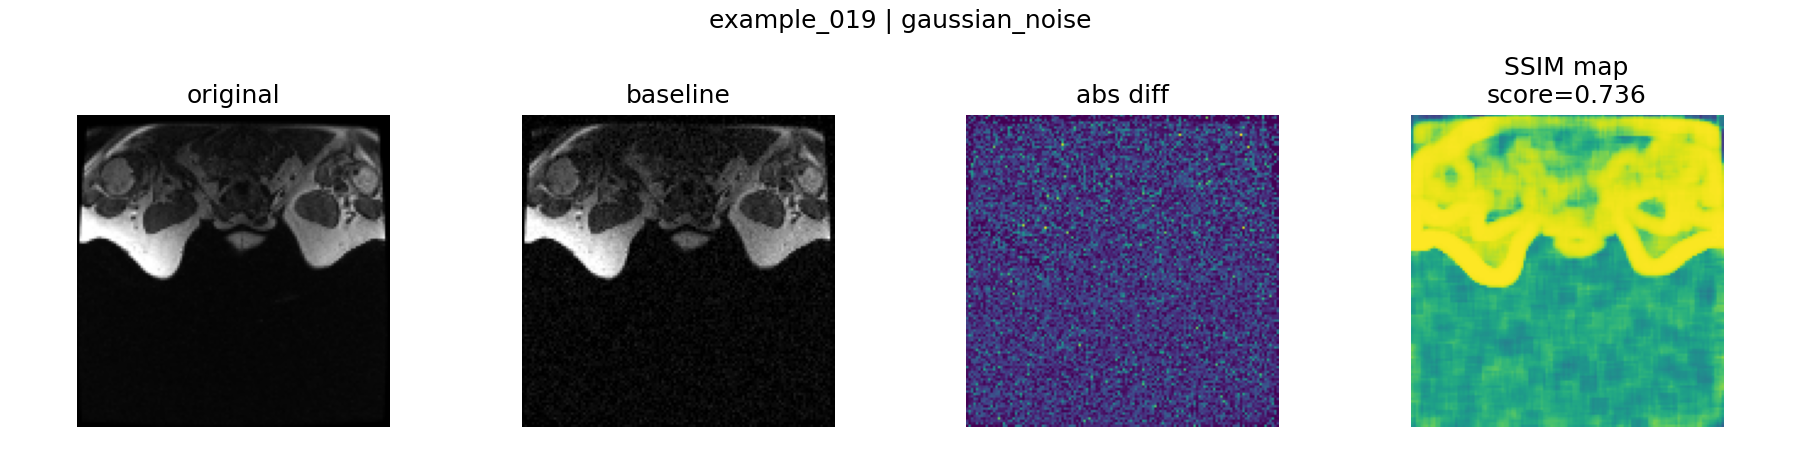 example_019 | gaussian_noise
original
baseline
abs diff
SSIM map
score=0.736